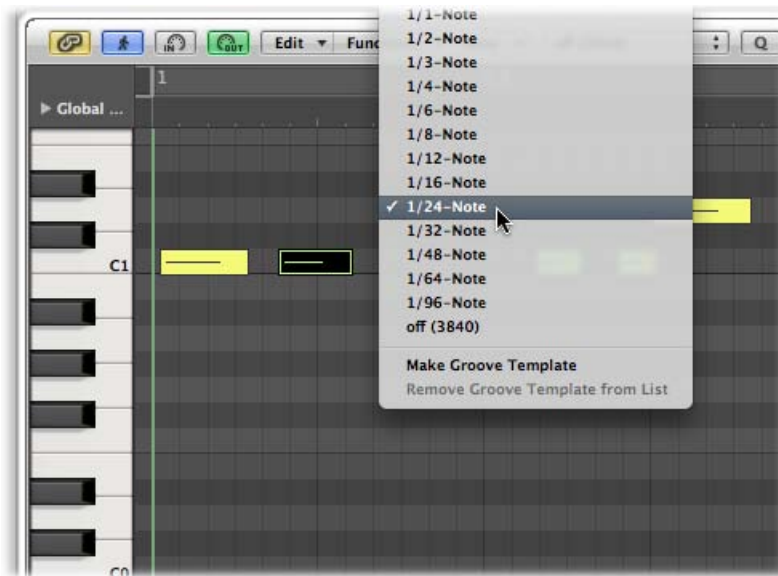 1/1-Note
IN
OUT
Edit
Func
1/2-Note
Q
1/3-Note
1
1/4-Note
Global ...
1/6-Note
1/8-Note
1/12-Note
1/16-Note
✓ 1/24-Note
1/32-Note
C1
1/48-Note
1/64-Note
1/96-Note
off (3840)
Make Groove Template
Remove Groove Template from List
C0